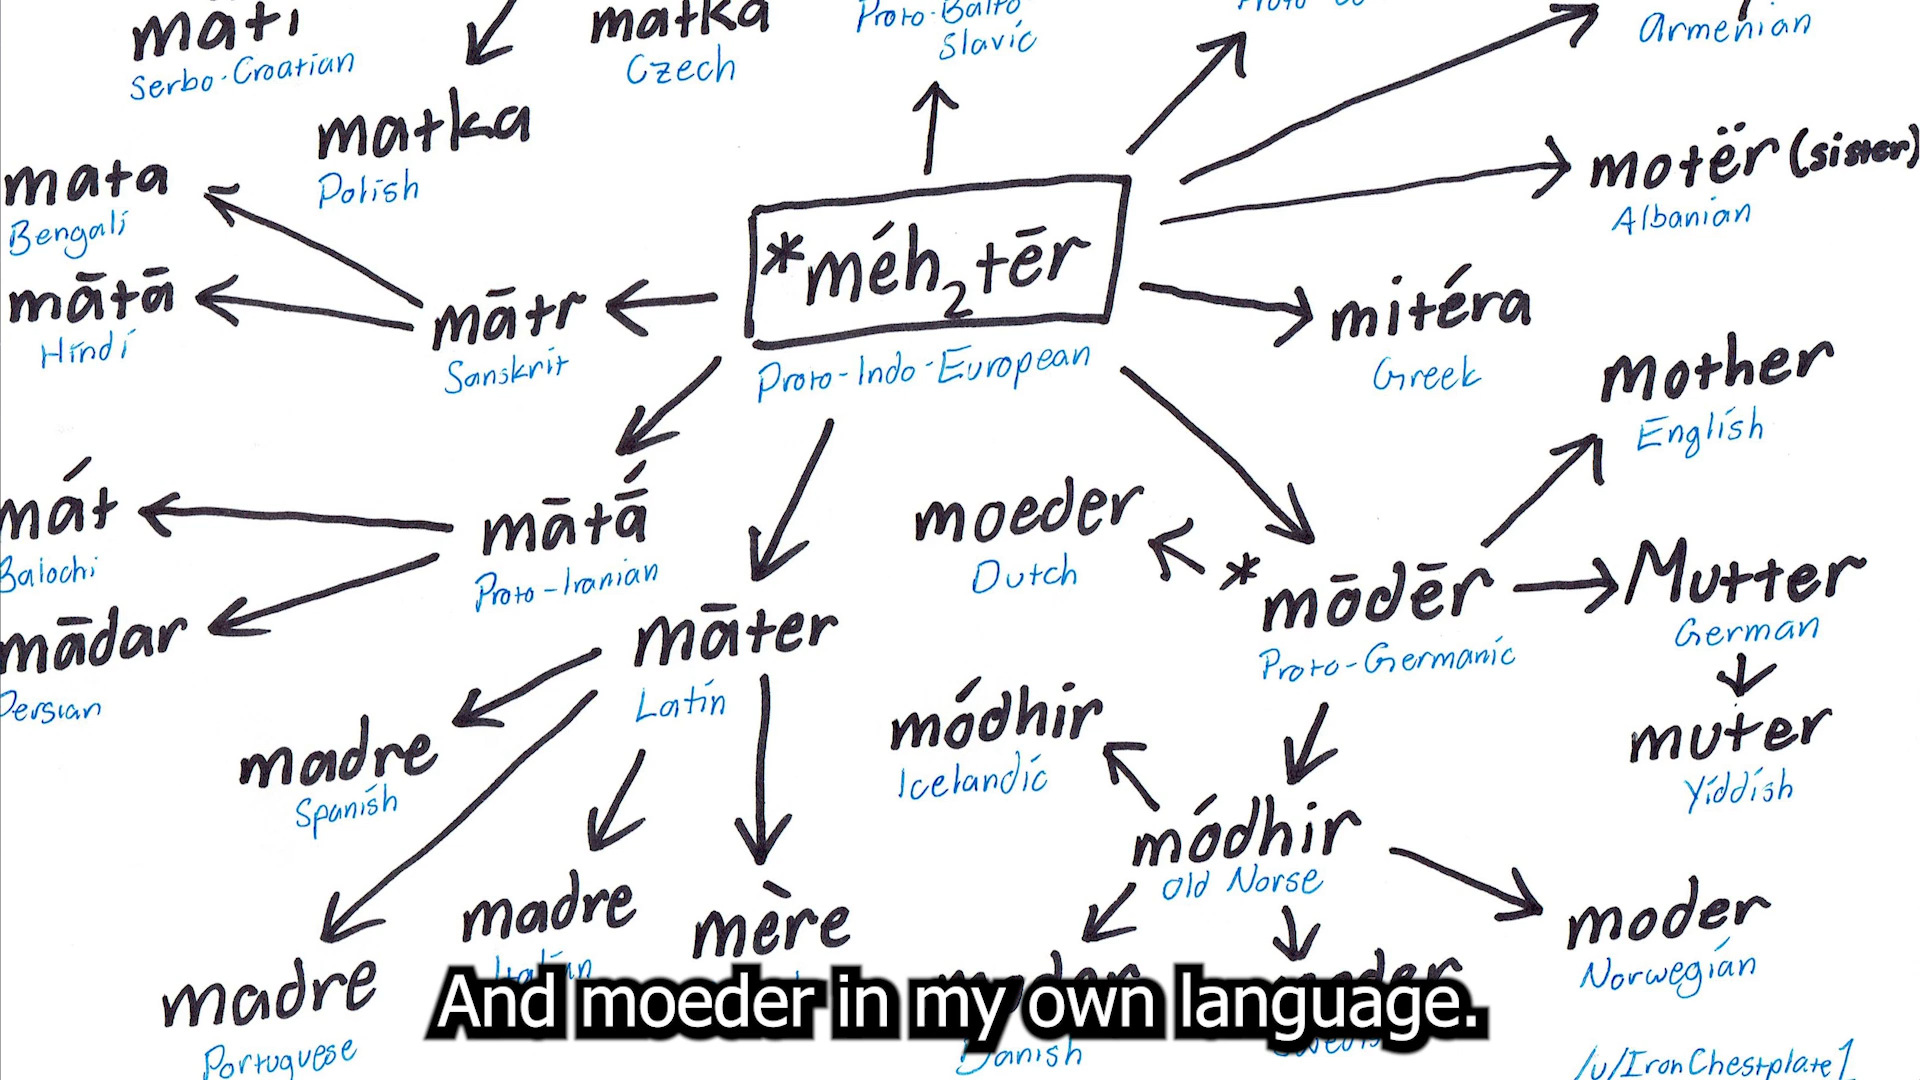 māti
Serbo-Croatian
matka
Czech
Proto-Balto
Slavic
Armenian
matka
Polish
mata
Bengali
mātā
Hindi
mātr
Sanskrit
*méh₂tēr
Proto-Indo-European
motër (sister)
Albanian
mitéra
Greek
Mother
English
mát
Balochi
mādar
Persian
mātā́
Proto-Iranian
māter
Latin
moeder
Dutch
*mōdēr
Proto-Germanic
Mutter
German
muter
Yiddish
módhir
Icelandic
módhir
Old Norse
moder
Norwegian
madre
Spanish
madre
Italian
mère
madre
Portuguese
Danish
And moeder in my own language.
/u/IronChestplate1